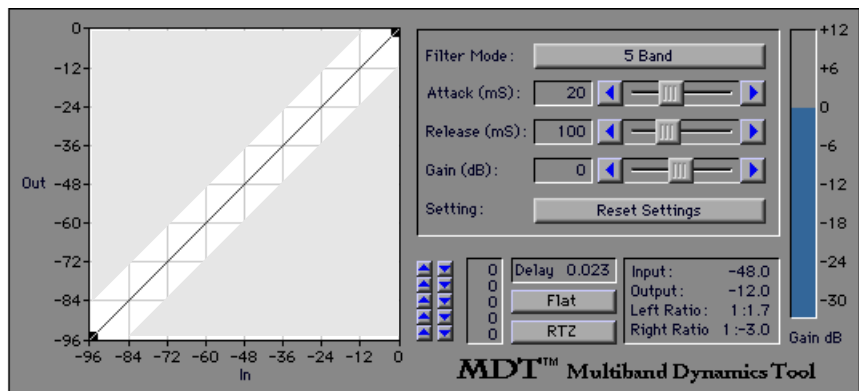 0
-12
-24
-36
Out -48
-60
-72
-84
-96
-96 -84 -72 -60 -48 -36 -24 -12 0
In
Filter Mode: 5 Band
Attack (mS): 20
Release (mS): 100
Gain (dB): 0
Setting: Reset Settings
+12
+6
0
-6
-12
-18
-24
-30
Gain dB
0
0
0
0
0
Delay 0.023
Flat
RTZ
Input: -48.0
Output: -12.0
Left Ratio: 1:1.7
Right Ratio 1:-3.0
MDT™ Multiband Dynamics Tool